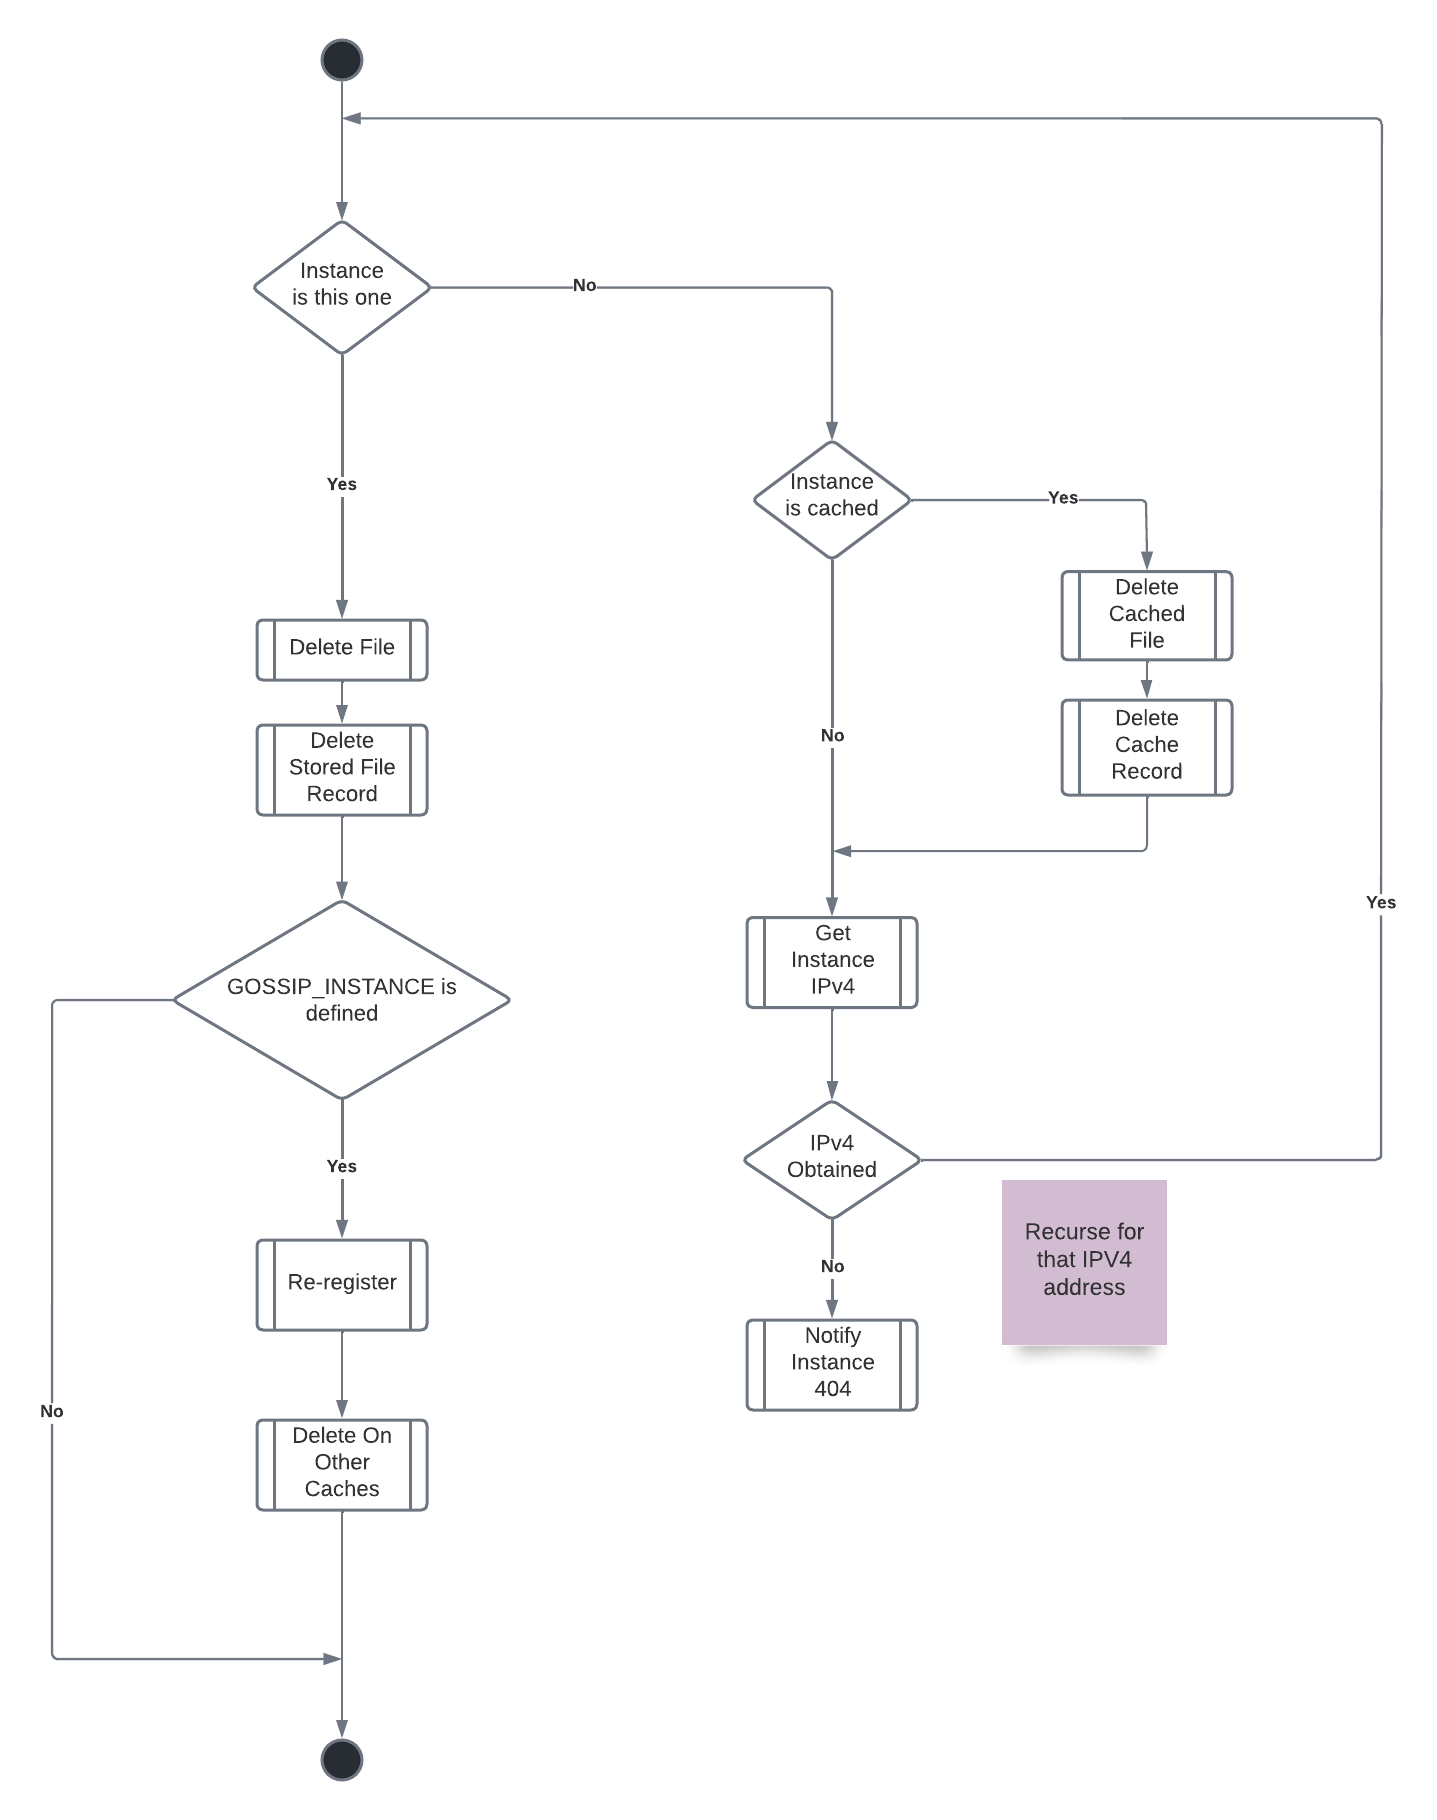 Instance
is this one
No
Yes
Instance
is cached
Yes
Delete
Cached
File
Delete File
Delete
Cache
Record
Delete
Stored File
Record
No
Get
Instance
IPv4
Yes
GOSSIP_INSTANCE is
defined
IPv4
Obtained
Yes
Recurse for
that IPV4
address
No
Re-register
Notify
Instance
404
No
Delete On
Other
Caches